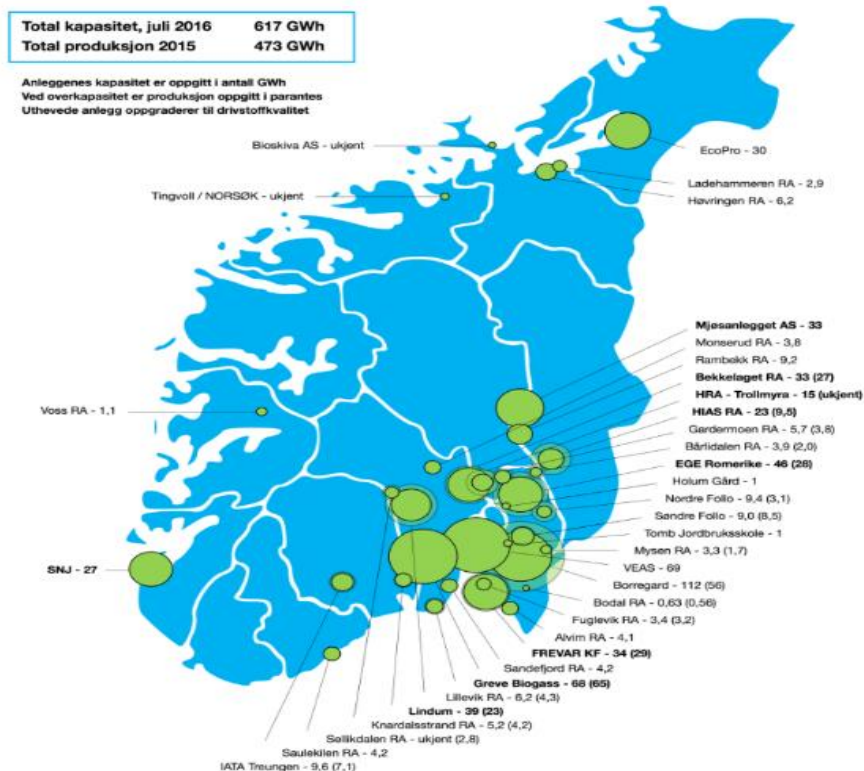 Total kapasitet, juli 2016 617 GWh
Total produksjon 2015 473 GWh
Anleggenes kapasitet er oppgitt i antall GWh
Ved overkapasitet er produksjon oppgitt i parantes
Uthevede anlegg oppgraderer til drivstoffkvalitet
Bioskiva AS - ukjent
EcoPro - 30
Ladehammeren RA - 2,9
Tingvoll / NORSØK - ukjent
Høvringen RA - 6,2
Mjøsanlegget AS - 33
Monserud RA - 3,8
Rambekk RA - 9,2
Bekkelaget RA - 33 (27)
HRA - Trollmyra - 15 (ukjent)
Voss RA - 1,1
HIAS RA - 23 (9,5)
Gardermoen RA - 5,7 (3,8)
Bårlidalen RA - 3,9 (2,0)
EGE Romerike - 46 (28)
Holum Gård - 1
Nordre Follo - 9,4 (3,1)
Søndre Follo - 9,0 (8,5)
Tomb Jordbruksskole - 1
Mysen RA - 3,3 (1,7)
SNJ - 27
VEAS - 69
Borregard - 112 (56)
Bodal RA - 0,63 (0,56)
Fuglevik RA - 3,4 (3,2)
Alvim RA - 4,1
FREVAR KF - 34 (29)
Sandefjord RA - 4,2
Greve Biogass - 68 (65)
Lillevik RA - 6,2 (4,3)
Lindum - 39 (23)
Knardalsstrand RA - 5,2 (4,2)
Sellikdalen RA - ukjent (2,8)
Saulekilen RA - 4,2
IATA Treungen - 9,6 (7,1)